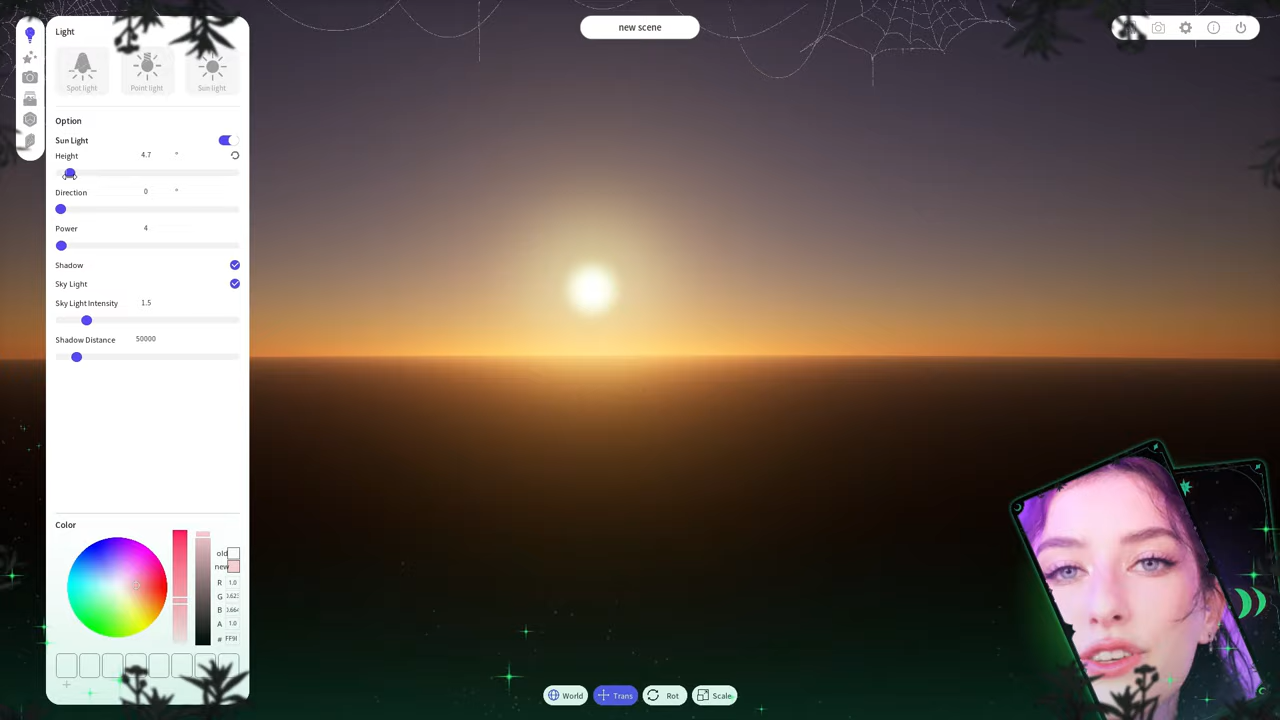 Light
new scene
Spot light
Point light
Sun light
Option
Sun Light
Height 4.7 °
Direction 0 °
Power 4
Shadow
Sky Light
Sky Light Intensity 1.5
Shadow Distance 50000
Color
old
new
R 1.0
G
B
A 1.0
#
World
Trans
Rot
Scale